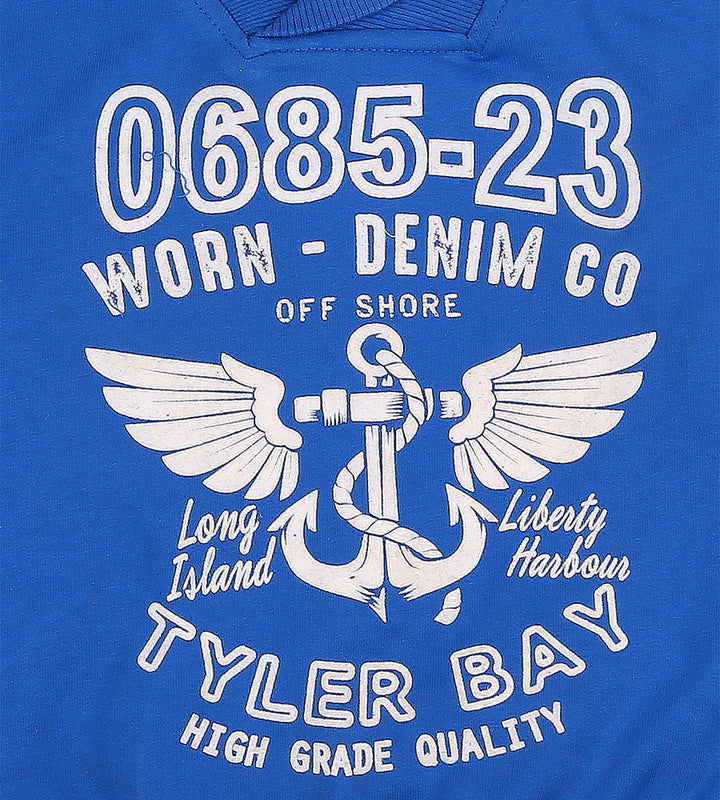 0685-23
WORN - DENIM CO
OFF SHORE
Long Island
Liberty Harbour
TYLER BAY
HIGH GRADE QUALITY